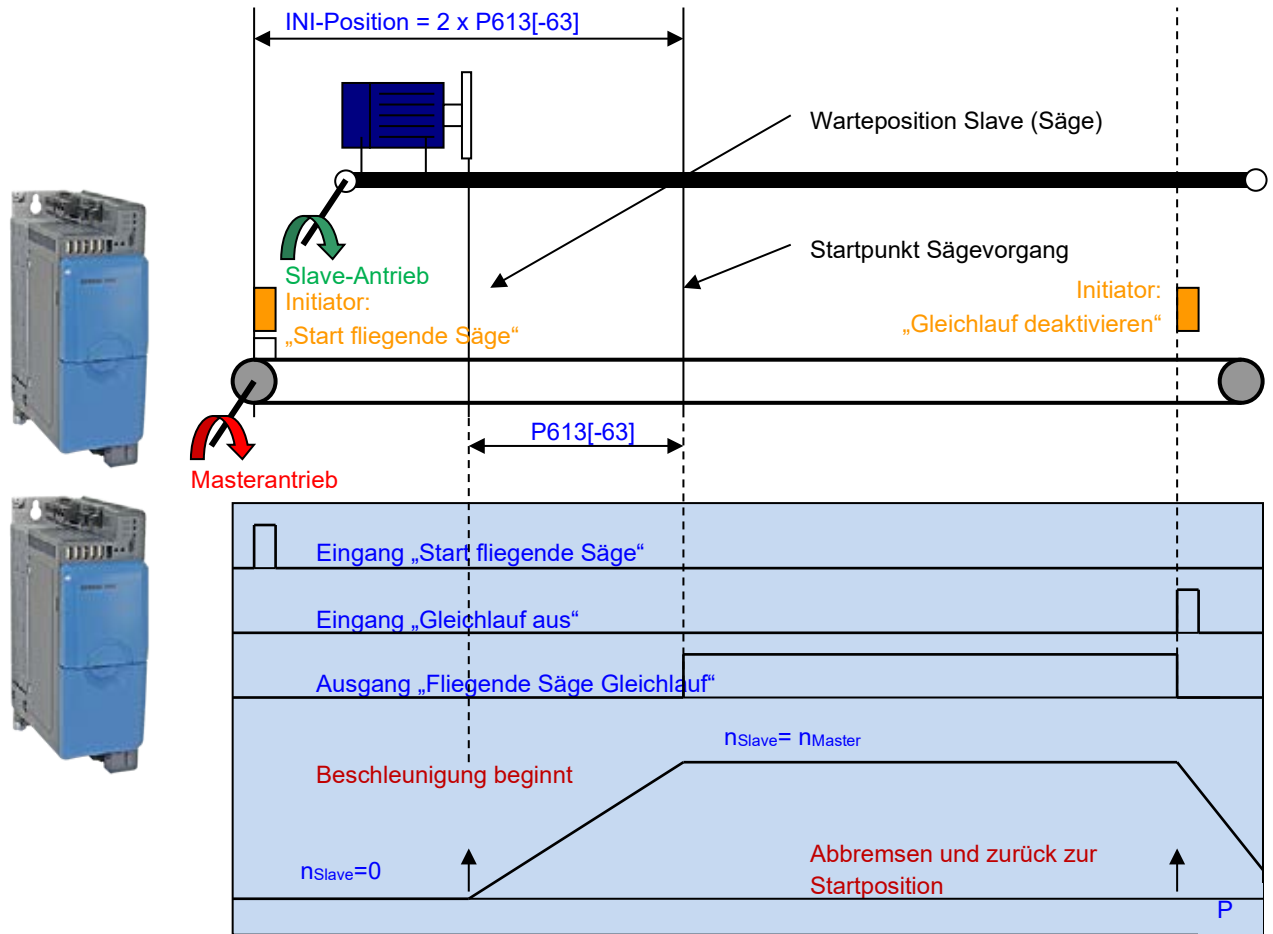 INI-Position = 2 x P613[-63]
Warteposition Slave (Säge)
Startpunkt Sägevorgang
Slave-Antrieb
Initiator:
„Start fliegende Säge“
Initiator:
„Gleichlauf deaktivieren“
P613[-63]
Masterantrieb
Eingang „Start fliegende Säge“
Eingang „Gleichlauf aus“
Ausgang „Fliegende Säge Gleichlauf“
nSlave= nMaster
Beschleunigung beginnt
nSlave=0
Abbremsen und zurück zur
Startposition
P